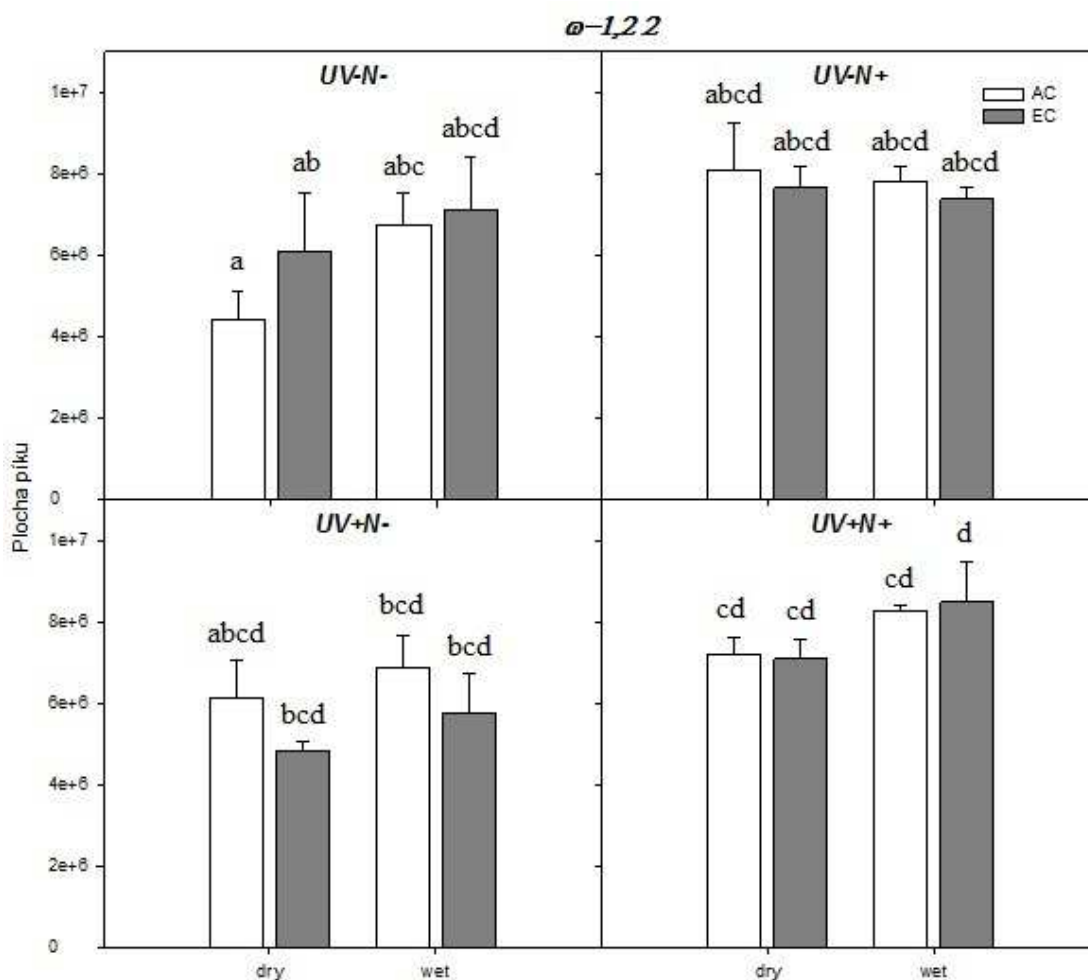 ω–1,2 2
UV-N-
UV-N+
AC
EC
1e+7
8e+6
6e+6
4e+6
2e+6
0
a
ab
abc
abcd
abcd
abcd
abcd
abcd
Plocha píku
UV+N-
UV+N+
1e+7
8e+6
6e+6
4e+6
2e+6
0
abcd
bcd
bcd
bcd
cd
cd
cd
d
dry
wet
dry
wet